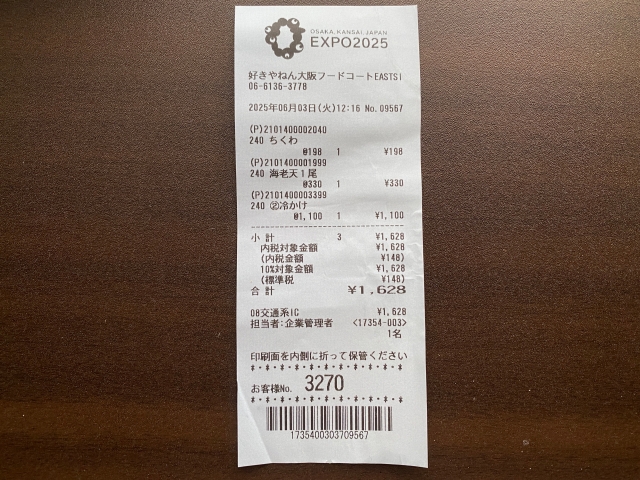 OSAKA, KANSAI, JAPAN
EXPO2025
好きやねん大阪フードコートEASTSI
06-6136-3778
2025年06月03日(火)12:16 No.09567
(P)2101400002040
240 ちくわ
@198 1 ¥198
(P)2101400001999
240 海老天1尾
@330 1 ¥330
(P)2101400003399
240 ②冷かけ
@1,100 1 ¥1,100
小 計 3 ¥1,628
内税対象金額 ¥1,628
(内税金額 ¥148)
10%対象金額 ¥1,628
(標準税 ¥148)
合 計 ¥1,628
08交通系IC ¥1,628
担当者:企業管理者 <17354-003>
1名
印刷面を内側に折って保管ください
*-*-*-*-*-*-*-*-*-*-*-*-*-*-*-*
お客様No. 3270
*-*-*-*-*-*-*-*-*-*-*-*-*-*-*-*
1735400303709567